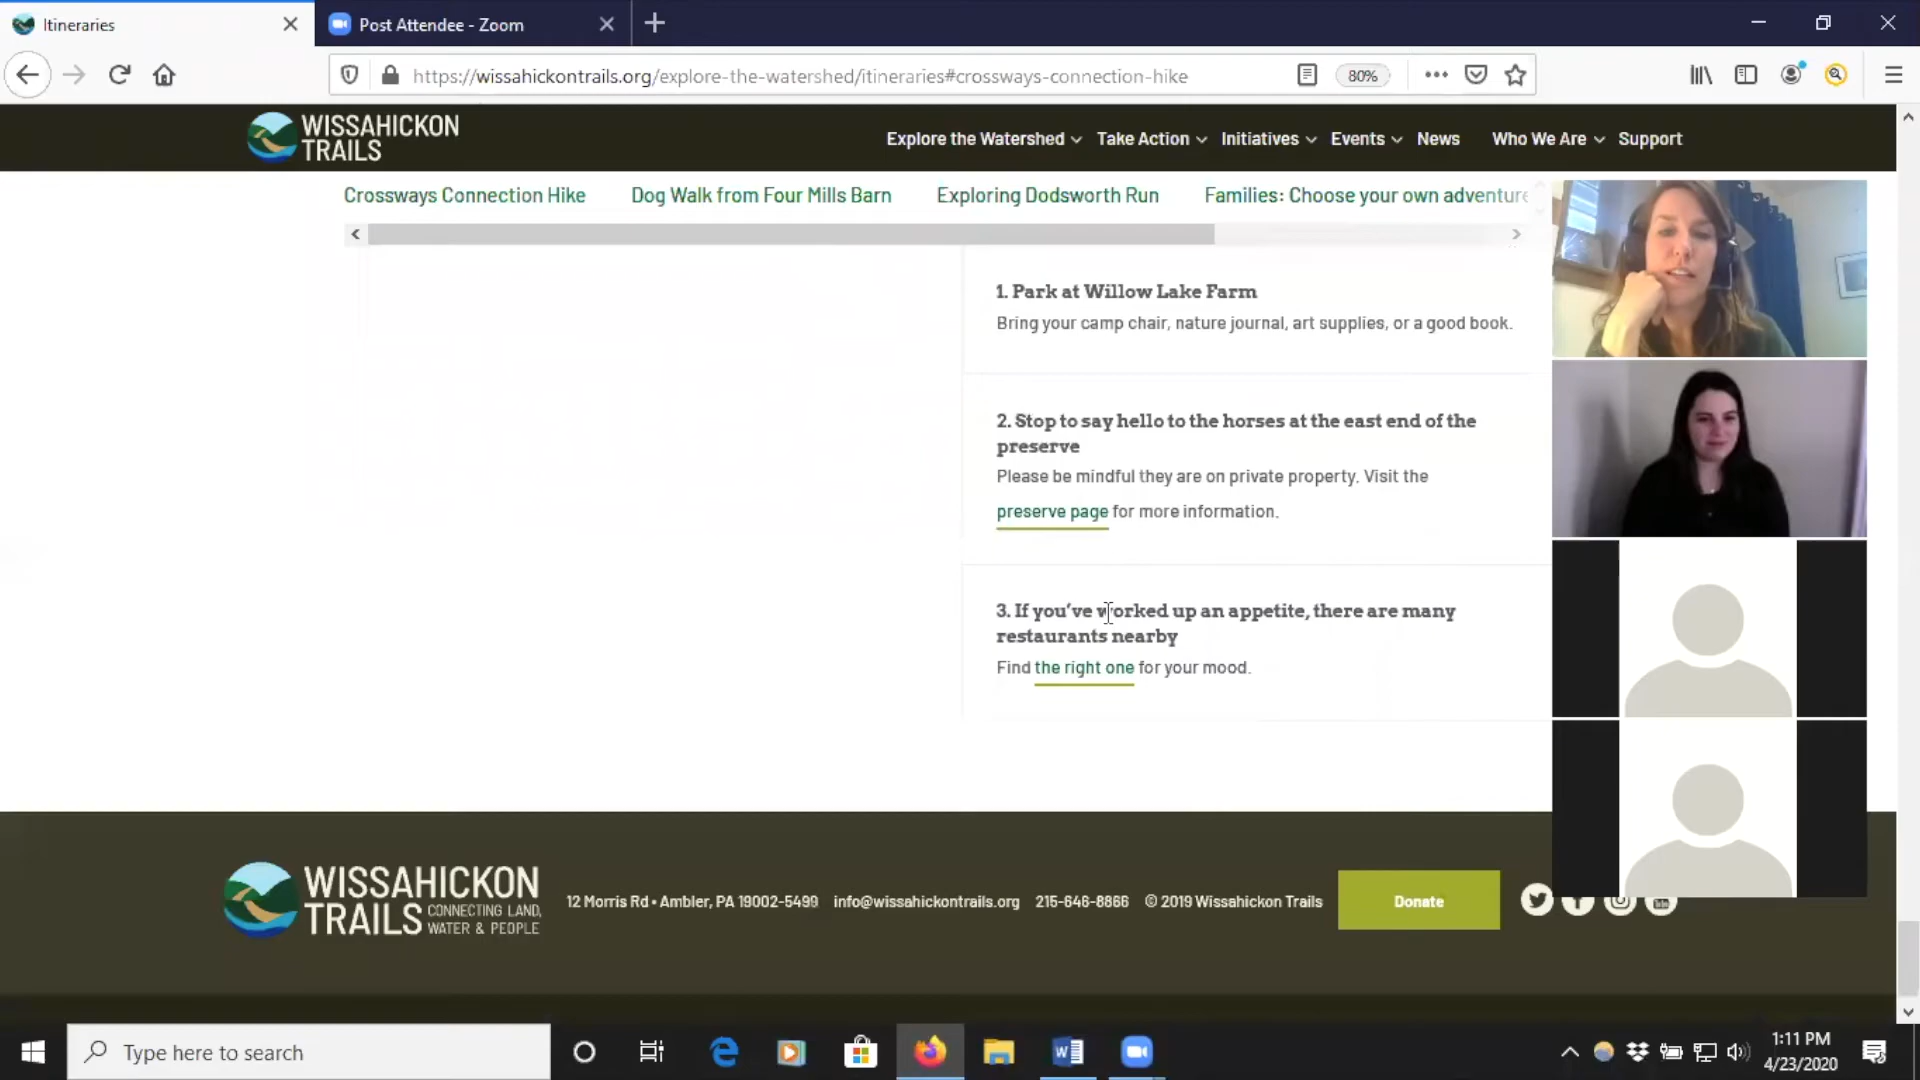 Itineraries
Post Attendee - Zoom
https://wissahickontrails.org/explore-the-watershed/itineraries#crossways-connection-hike
80%
WISSAHICKON
TRAILS
Explore the Watershed Take Action Initiatives Events News Who We Are Support
Crossways Connection Hike Dog Walk from Four Mills Barn Exploring Dodsworth Run Families: Choose your own adventure
1. Park at Willow Lake Farm
Bring your camp chair, nature journal, art supplies, or a good book.
2. Stop to say hello to the horses at the east end of the
preserve
Please be mindful they are on private property. Visit the
preserve page for more information.
3. If you've worked up an appetite, there are many
restaurants nearby
Find the right one for your mood.
WISSAHICKON
TRAILS CONNECTING LAND,
WATER & PEOPLE
12 Morris Rd • Ambler, PA 19002-5499 info@wissahickontrails.org 215-646-8866 © 2019 Wissahickon Trails Donate
Type here to search
1:11 PM
4/23/2020